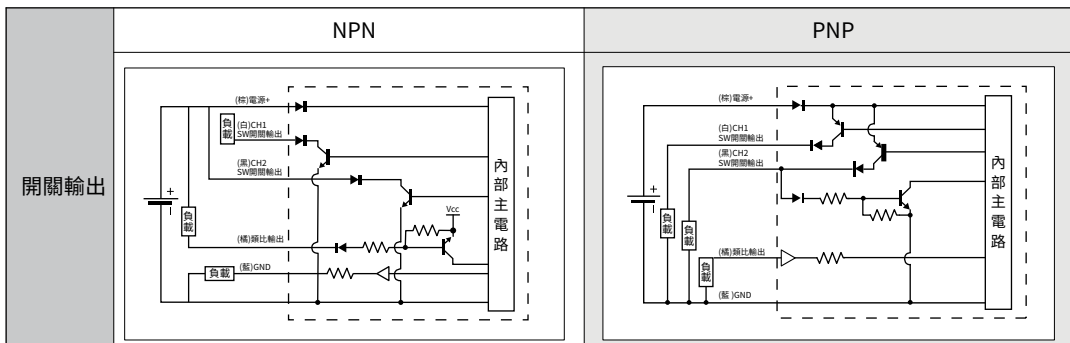 NPN
PNP
開關輸出
(棕)電源+
負載
(白)CH1
SW開關輸出
(黑)CH2
SW開關輸出
+
−
負載
Vcc
(橘)類比輸出
負載
(藍)GND
內部主電路
(棕)電源+
(白)CH1
SW開關輸出
(黑)CH2
SW開關輸出
+
−
負載
負載
負載
(橘)類比輸出
(藍 )GND
內部主電路